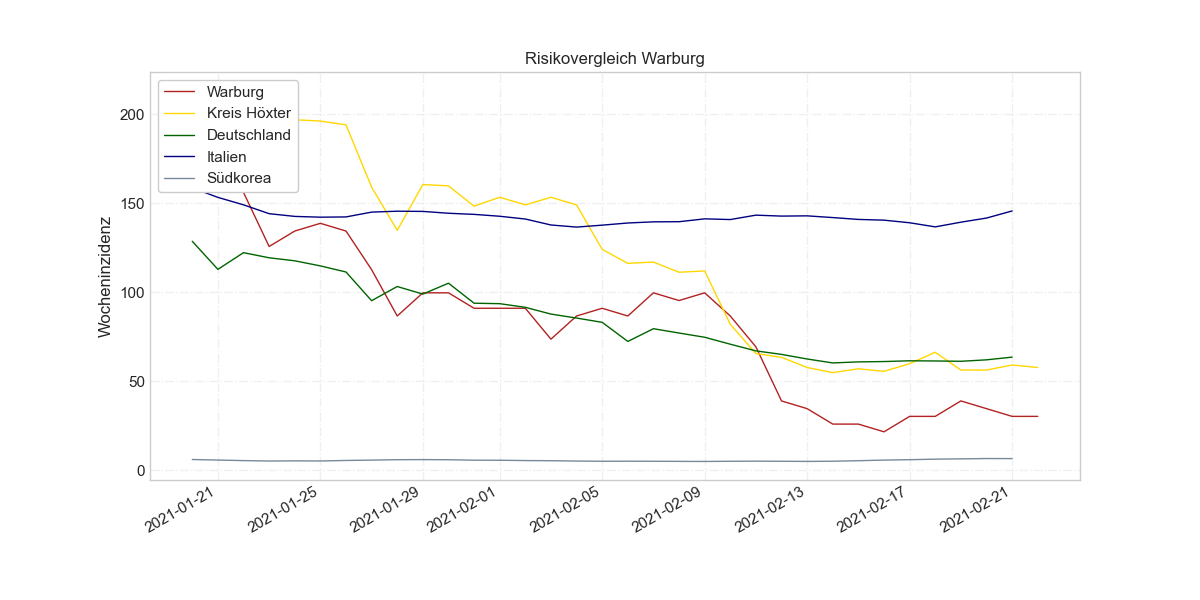 Risikovergleich Warburg
Warburg
Kreis Höxter
Deutschland
Italien
Südkorea
Wocheninzidenz
200
150
100
50
0
2021-01-21
2021-01-25
2021-01-29
2021-02-01
2021-02-05
2021-02-09
2021-02-13
2021-02-17
2021-02-21